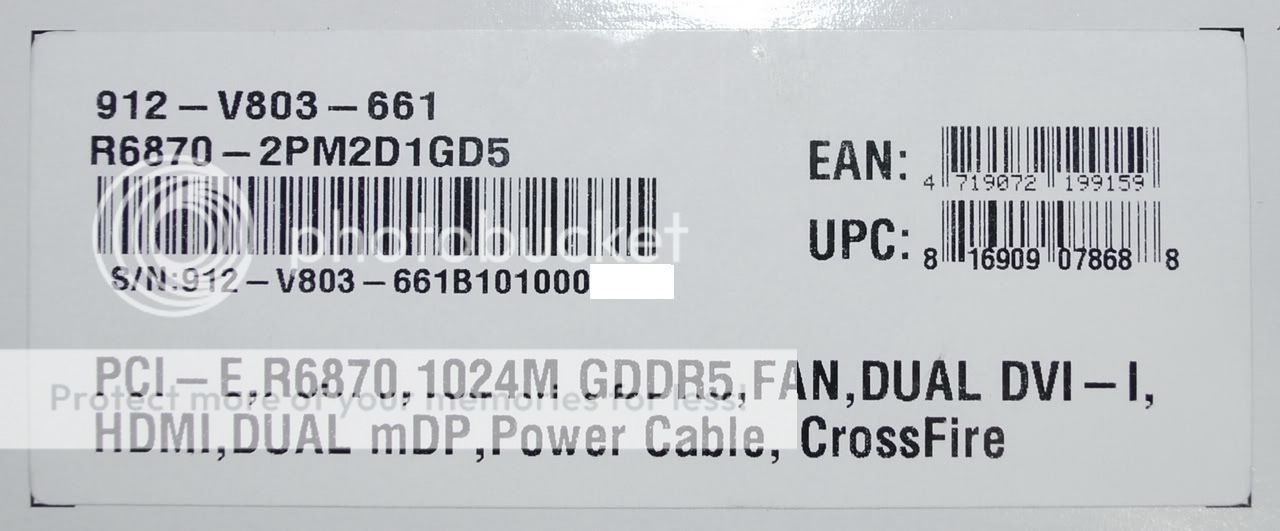 912-V803-661
R6870-2PM2D1GD5
S/N:912-V803-661B101000
EAN: 4 719072 199159
UPC: 8 16909 07868 8
PCI-E,R6870,1024M GDDR5,FAN,DUAL DVI-I,
HDMI,DUAL mDP,Power Cable, CrossFire
photobucket
Protect more of your memories for less!